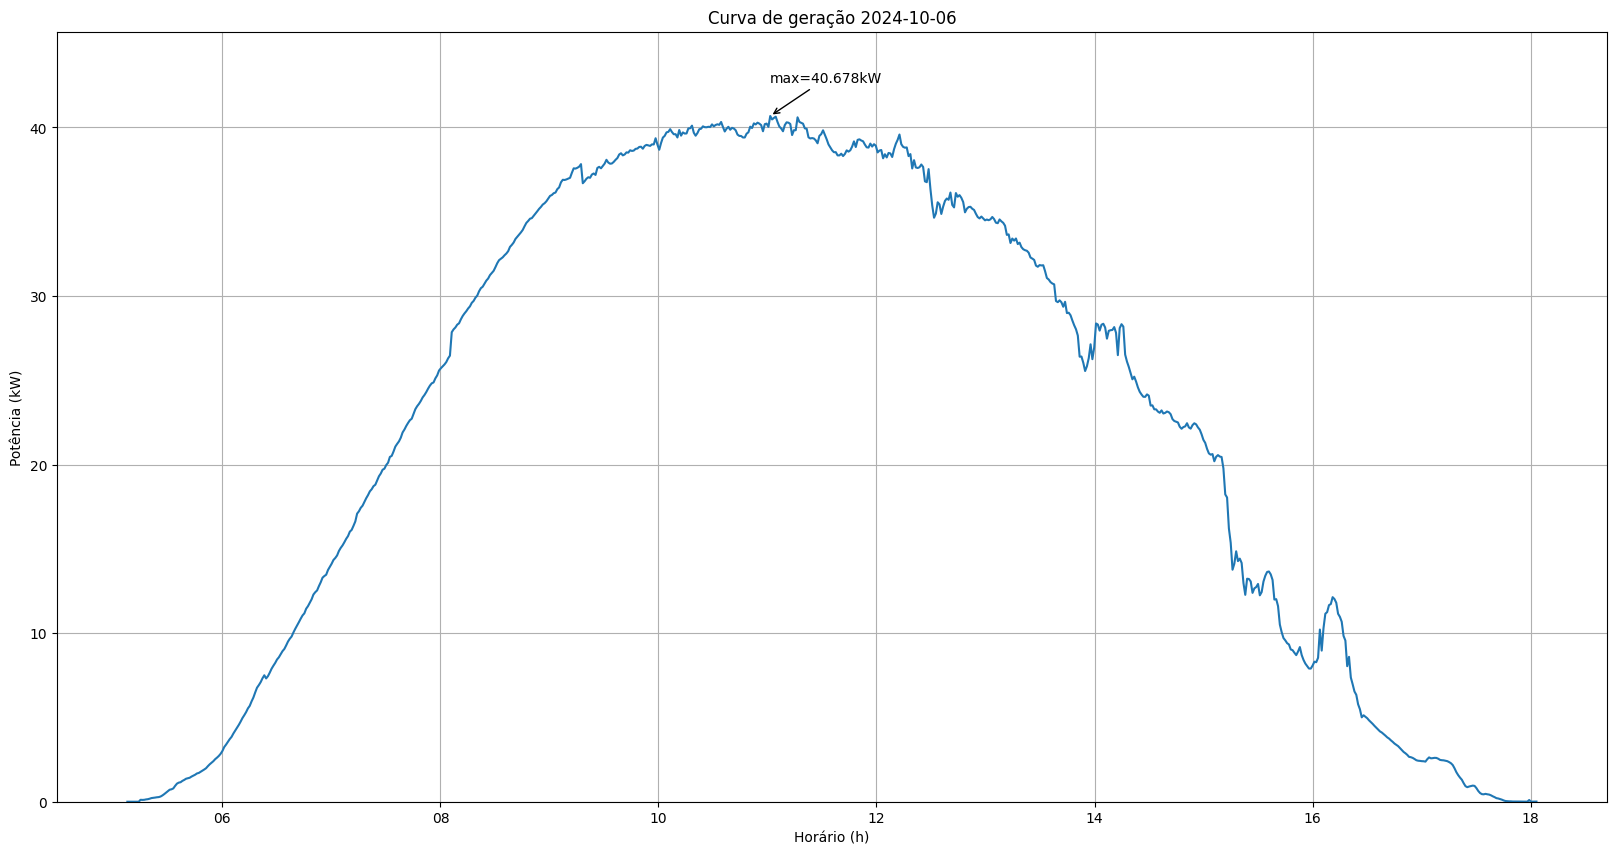 Curva de geração 2024-10-06
max=40.678kW
40
30
20
10
0
Potência (kW)
06 08 10 12 14 16 18
Horário (h)